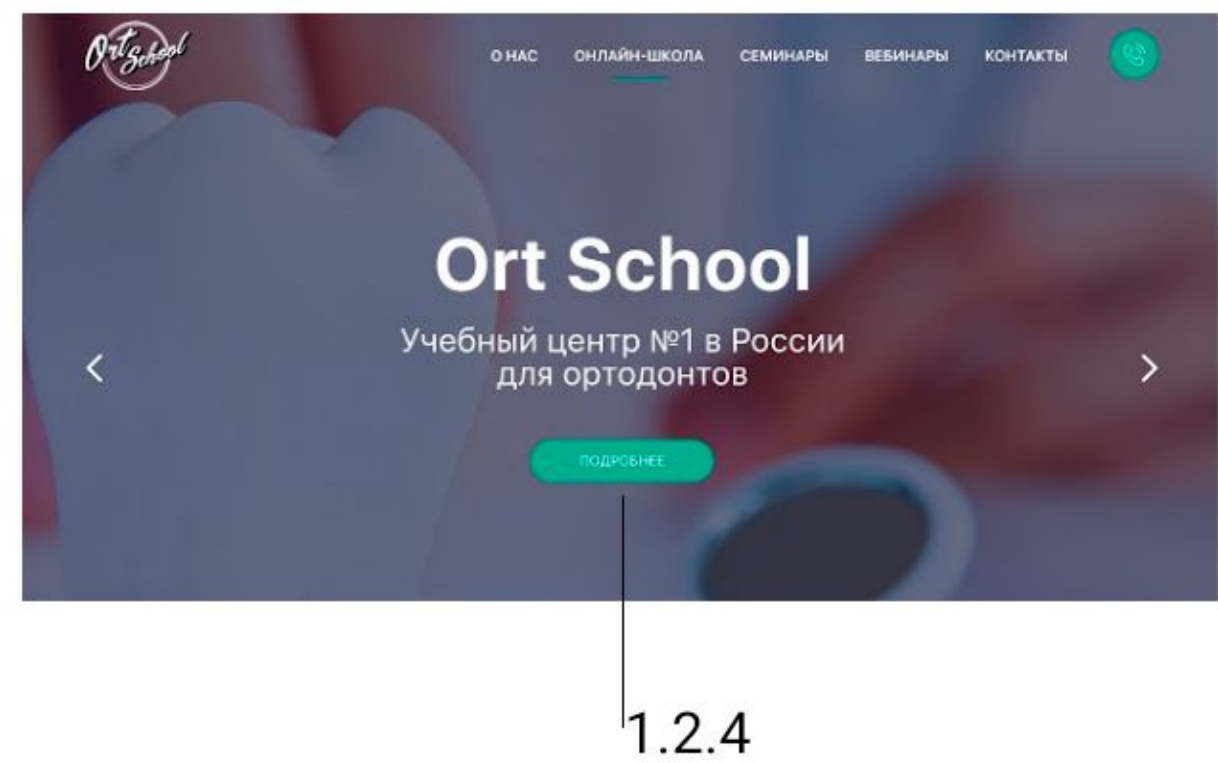 Ort School
О НАС ОНЛАЙН-ШКОЛА СЕМИНАРЫ ВЕБИНАРЫ КОНТАКТЫ
Ort School
Учебный центр №1 в России
для ортодонтов
ПОДРОБНЕЕ
1.2.4